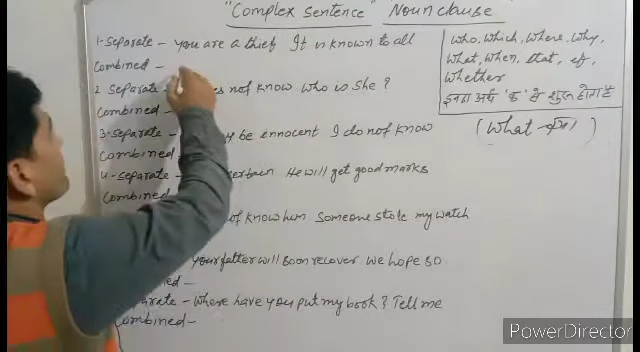 "Complex Sentence" Noun clause
1-Separate - You are a thief It is known to all
Combined -
2 Separate - not know who is she?
Combined -
3-Separate - be innocent I do not know
Combined
4-Separate - certain He will get good marks
Combined
not know him Someone stole my watch
your father will soon recover we hope so
Where have you put my book? Tell me
Combined -
Who, Which, Where, Why,
What, When, that, if,
Whether
इनका अर्थ 'क' से शुरू होता है
(What - क्या)
PowerDirector